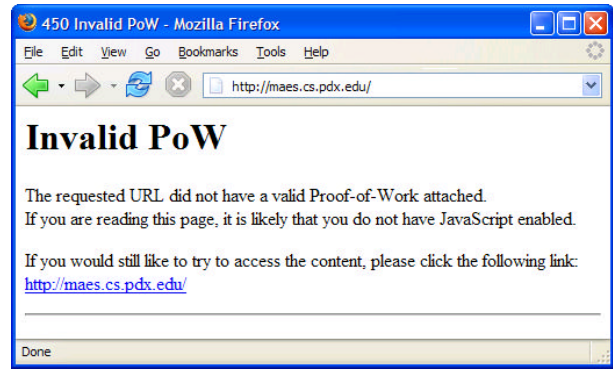 450 Invalid PoW - Mozilla Firefox
File Edit View Go Bookmarks Tools Help
http://maes.cs.pdx.edu/
Invalid PoW
The requested URL did not have a valid Proof-of-Work attached.
If you are reading this page, it is likely that you do not have JavaScript enabled.
If you would still like to try to access the content, please click the following link:
http://maes.cs.pdx.edu/
Done